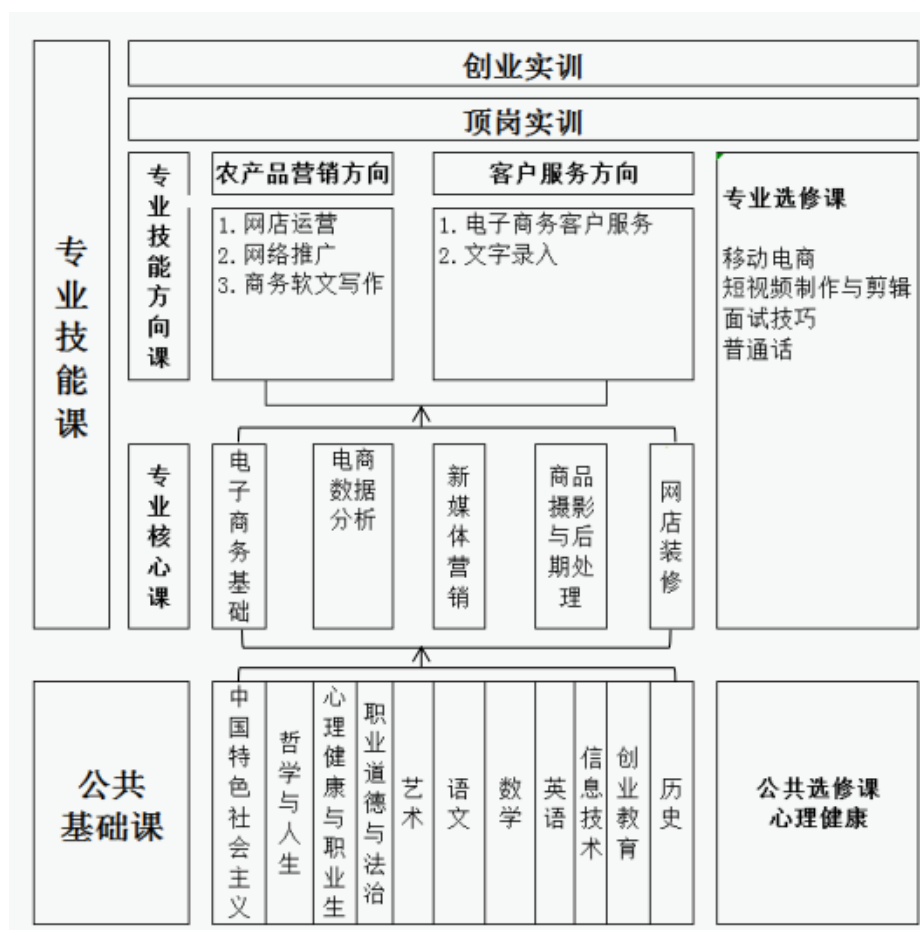 创业实训
顶岗实训
专业技能课
专业技能方向课
农产品营销方向
1. 网店运营
2. 网络推广
3. 商务软文写作
客户服务方向
1. 电子商务客户服务
2. 文字录入
专业选修课
移动电商
短视频制作与剪辑
面试技巧
普通话
专业核心课
电子商务基础
电商
数据
分析
新媒体营销
商品
摄影
与后
期处
理
网店装修
公共
基础课
中国特色社会主义
哲学与人生
心理健康与职业生
职业道德与法治
艺术
语文
数学
英语
信息技术
创业教育
历史
公共选修课
心理健康